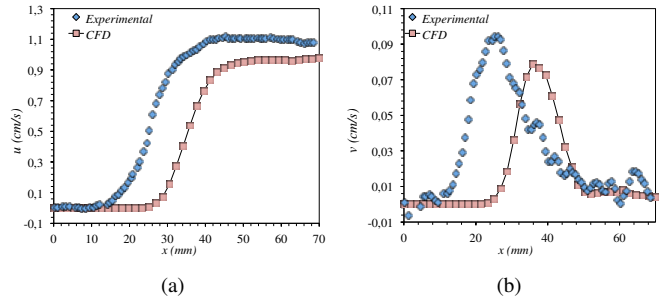 1,3
1,1
0,9
0,7
0,5
0,3
0,1
-0,1
u (cm/s)
Experimental
CFD
0 10 20 30 40 50 60 70
x (mm)
(a)
0,11
0,09
0,07
0,05
0,03
0,01
-0,01
v (cm/s)
Experimental
CFD
0 20 40 60
x (mm)
(b)